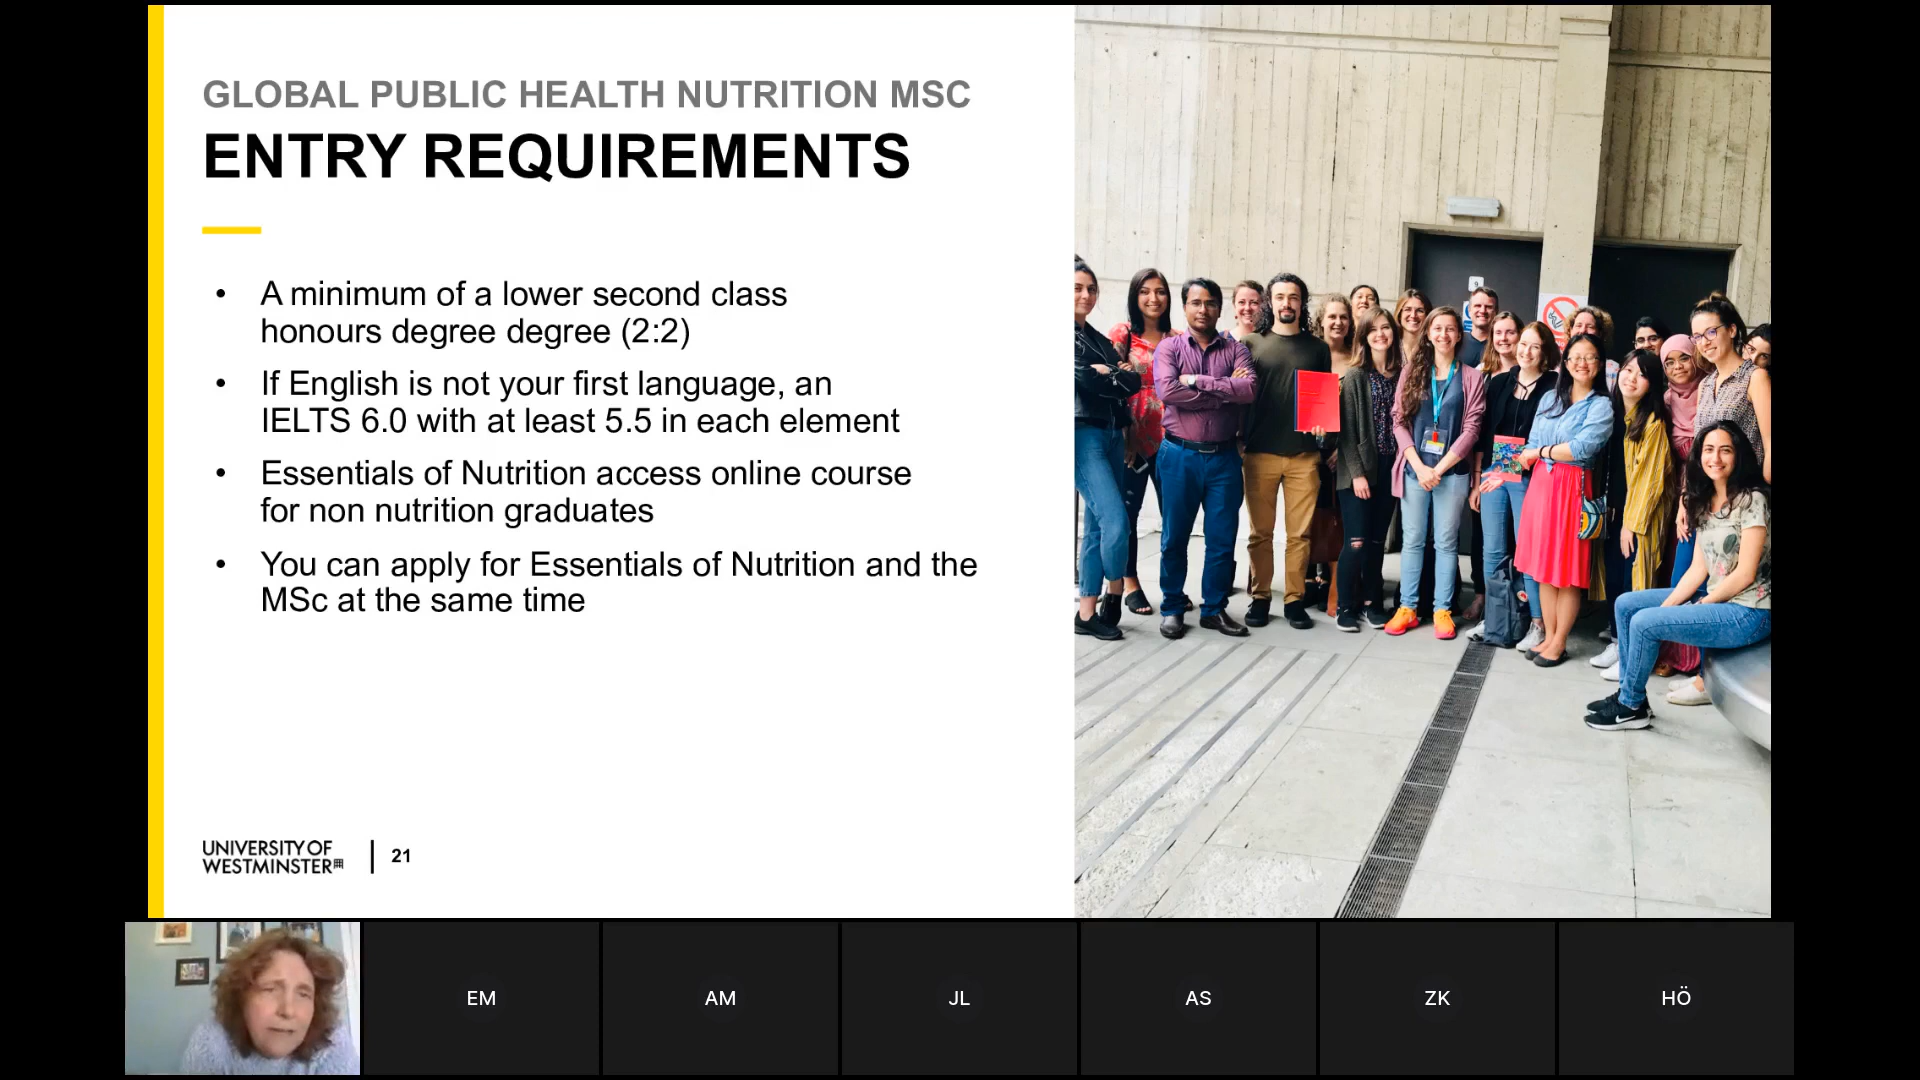 GLOBAL PUBLIC HEALTH NUTRITION MSC
ENTRY REQUIREMENTS
• A minimum of a lower second class
honours degree degree (2:2)
• If English is not your first language, an
IELTS 6.0 with at least 5.5 in each element
• Essentials of Nutrition access online course
for non nutrition graduates
• You can apply for Essentials of Nutrition and the
MSc at the same time
UNIVERSITY OF
WESTMINSTER
21
9
EM
AM
JL
AS
ZK
HÖ